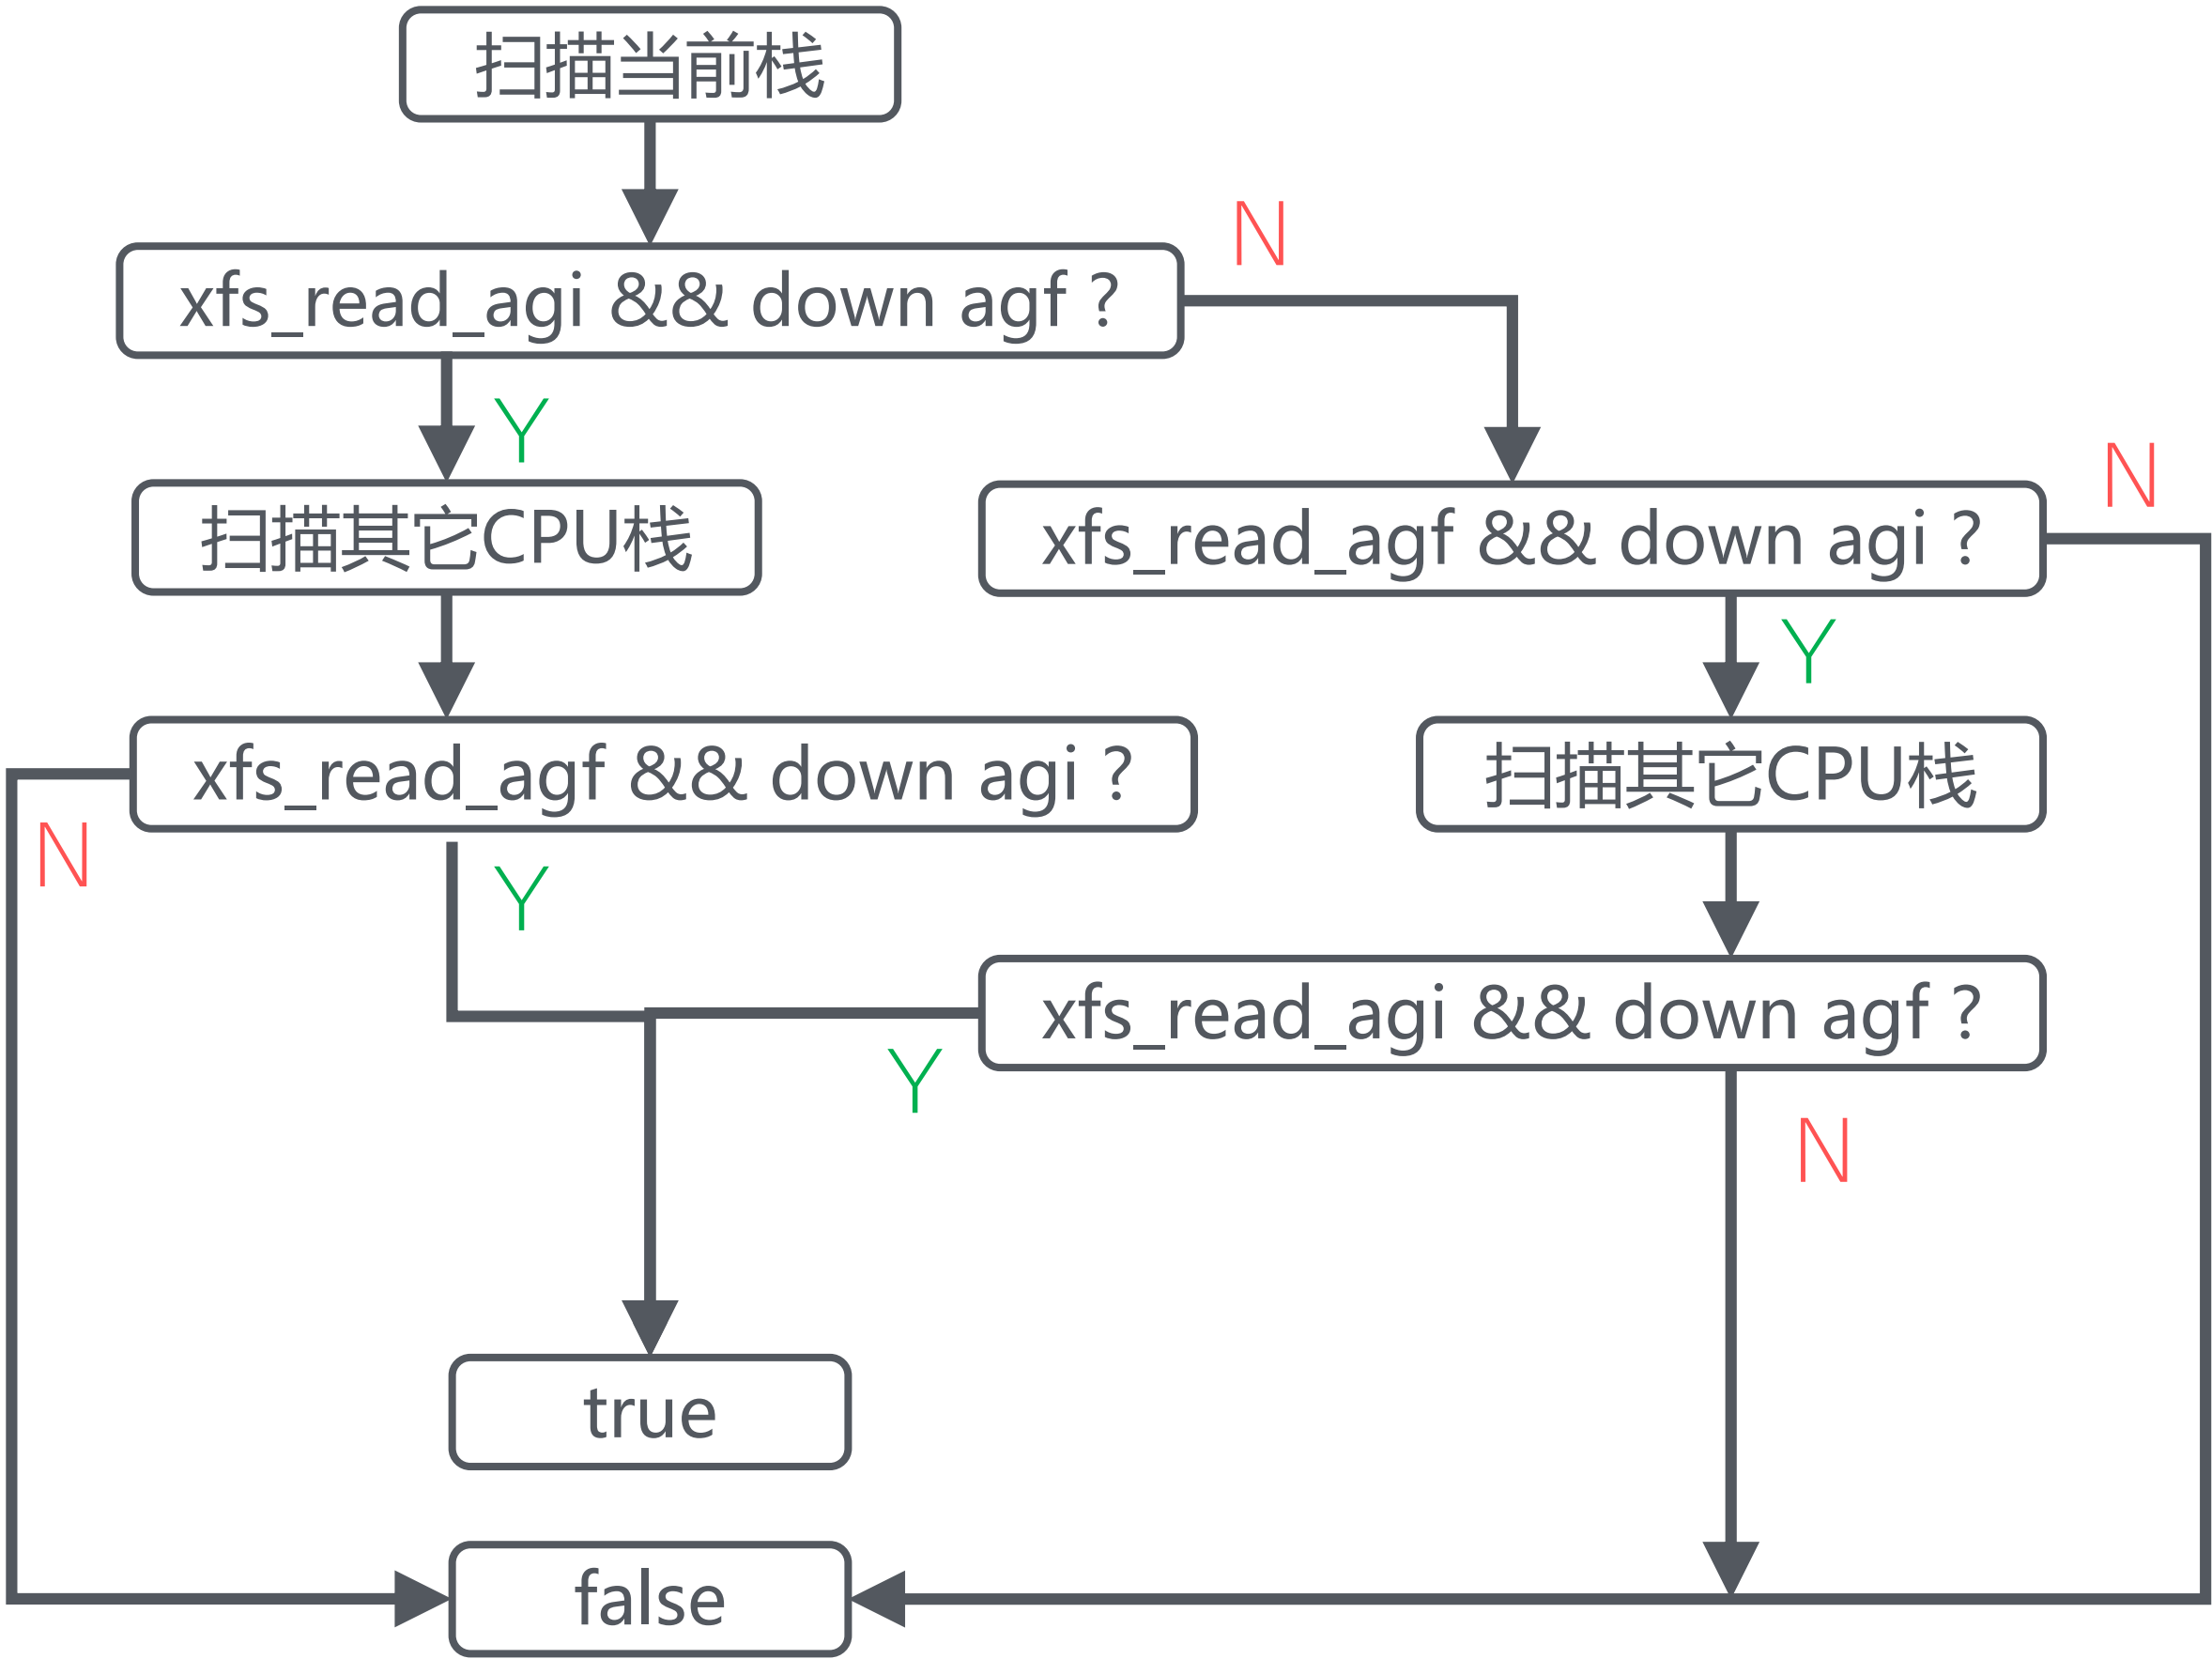 扫描当前栈
N
xfs_read_agi && down agf ?
Y
N
扫描其它CPU栈
xfs_read_agf && down agi ?
Y
xfs_read_agf && down agi ?
扫描其它CPU栈
N
Y
xfs_read_agi && down agf ?
Y
N
true
false